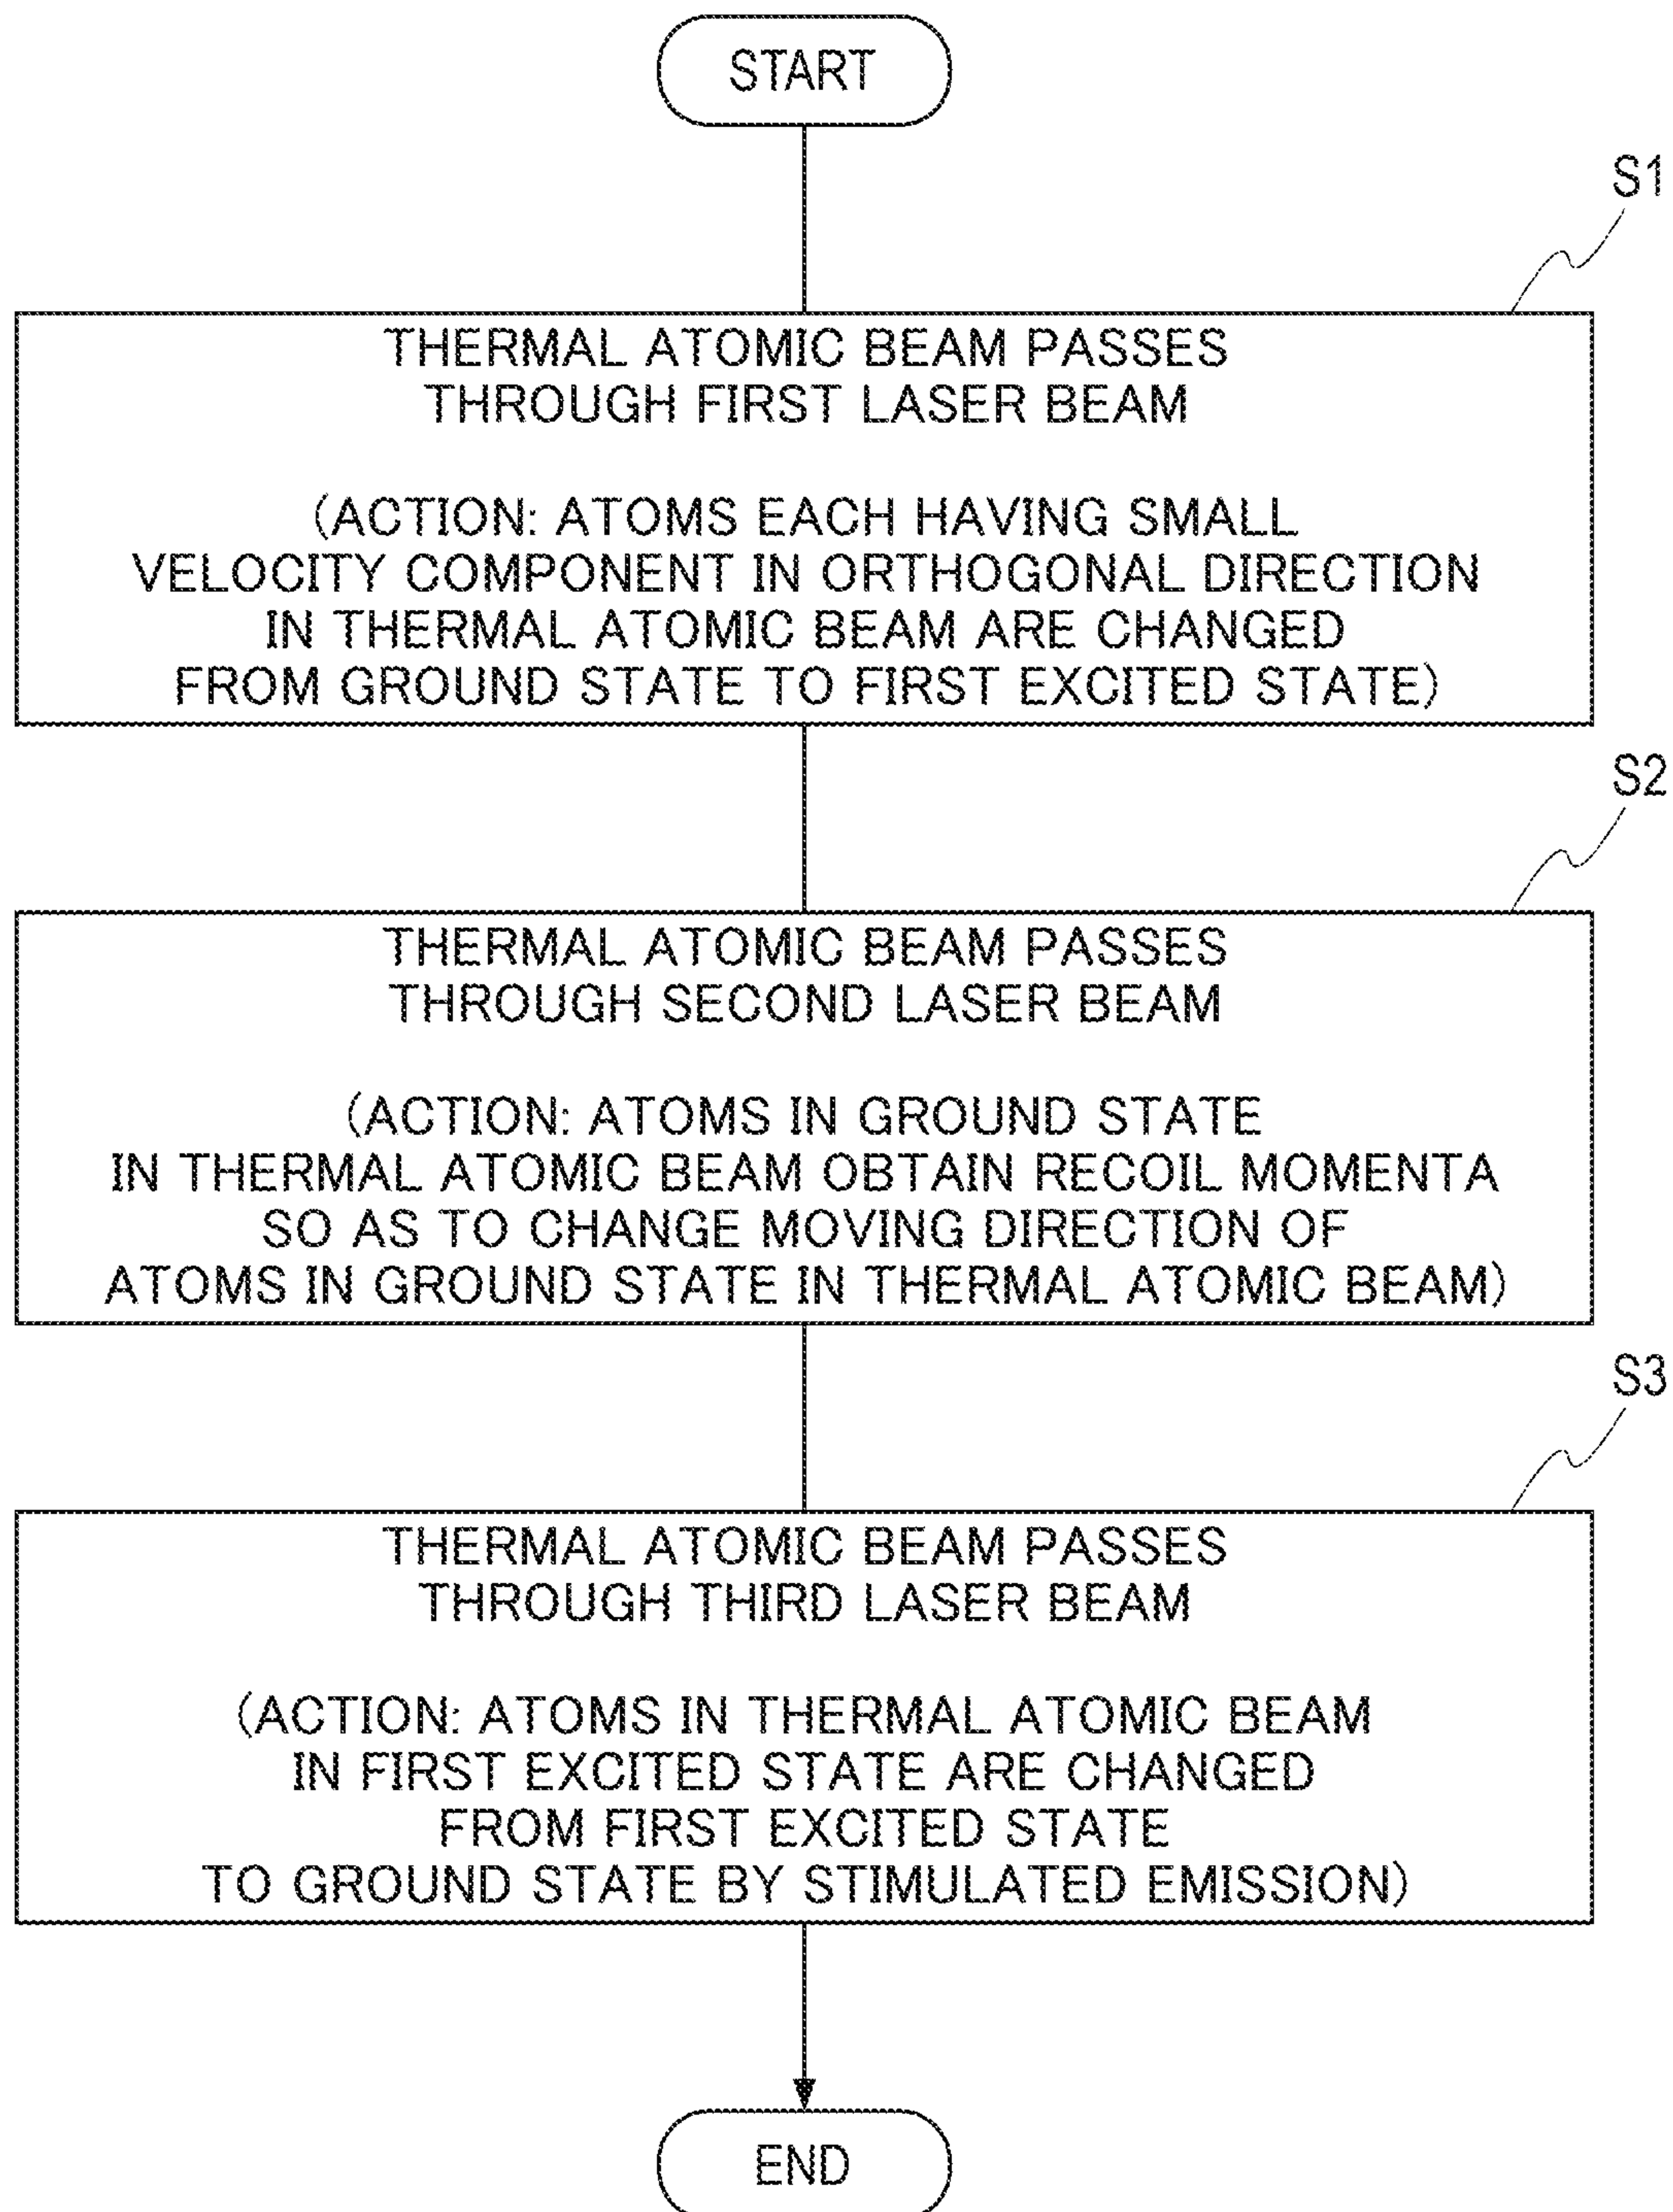 START
S1
THERMAL ATOMIC BEAM PASSES
THROUGH FIRST LASER BEAM
(ACTION: ATOMS EACH HAVING SMALL
VELOCITY COMPONENT IN ORTHOGONAL DIRECTION
IN THERMAL ATOMIC BEAM ARE CHANGED
FROM GROUND STATE TO FIRST EXCITED STATE)
S2
THERMAL ATOMIC BEAM PASSES
THROUGH SECOND LASER BEAM
(ACTION: ATOMS IN GROUND STATE
IN THERMAL ATOMIC BEAM OBTAIN RECOIL MOMENTA
SO AS TO CHANGE MOVING DIRECTION OF
ATOMS IN GROUND STATE IN THERMAL ATOMIC BEAM)
S3
THERMAL ATOMIC BEAM PASSES
THROUGH THIRD LASER BEAM
(ACTION: ATOMS IN THERMAL ATOMIC BEAM
IN FIRST EXCITED STATE ARE CHANGED
FROM FIRST EXCITED STATE
TO GROUND STATE BY STIMULATED EMISSION)
END